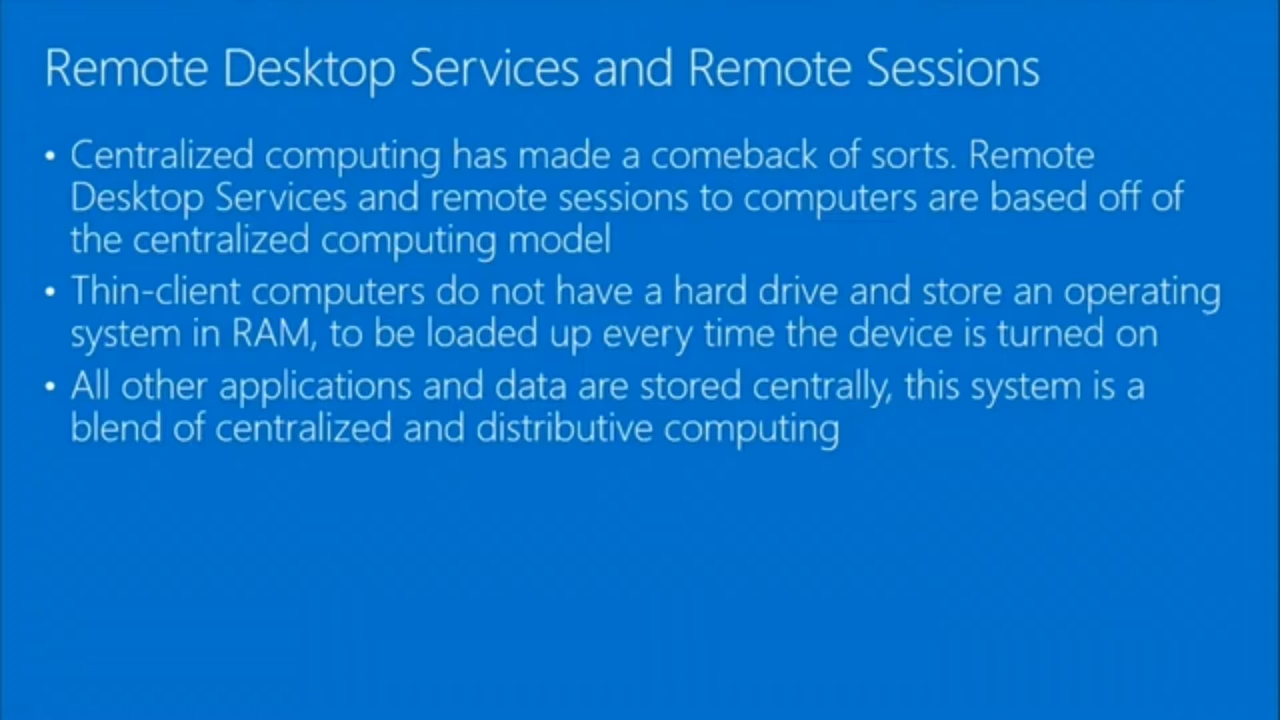 Remote Desktop Services and Remote Sessions
• Centralized computing has made a comeback of sorts. Remote
Desktop Services and remote sessions to computers are based off of
the centralized computing model
• Thin-client computers do not have a hard drive and store an operating
system in RAM, to be loaded up every time the device is turned on
• All other applications and data are stored centrally, this system is a
blend of centralized and distributive computing